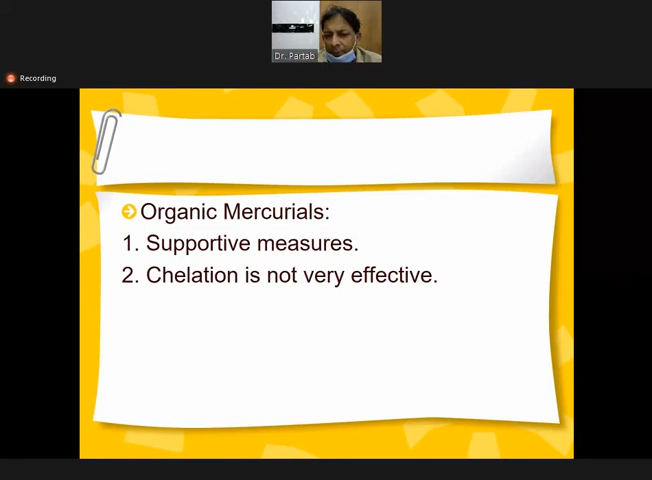 Dr. Partab
Recording
Organic Mercurials:
1. Supportive measures.
2. Chelation is not very effective.